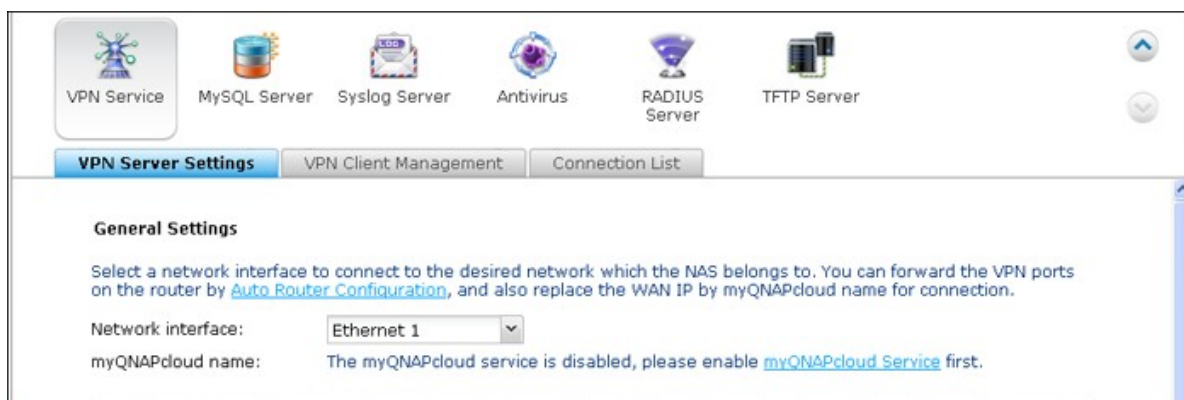 LOG
VPN Service
MySQL Server
Syslog Server
Antivirus
RADIUS
Server
TFTP Server
VPN Server Settings
VPN Client Management
Connection List
General Settings
Select a network interface to connect to the desired network which the NAS belongs to. You can forward the VPN ports
on the router by Auto Router Configuration, and also replace the WAN IP by myQNAPcloud name for connection.
Network interface:
Ethernet 1
myQNAPcloud name:
The myQNAPcloud service is disabled, please enable myQNAPcloud Service first.